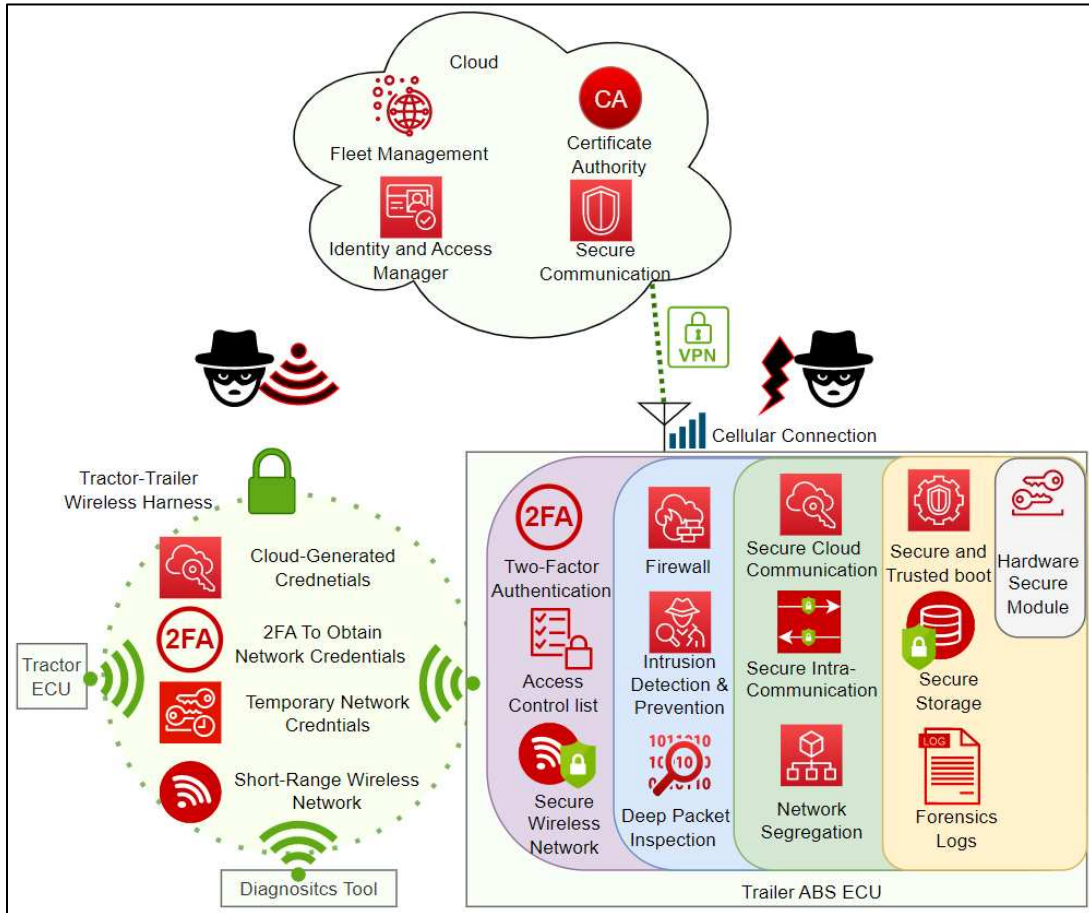 Cloud
CA
Fleet Management
Certificate
Authority
Identity and Access
Manager
Secure
Communication
VPN
Cellular Connection
Tractor-Trailer
Wireless Harness
Cloud-Generated
Crednetials
2FA
2FA To Obtain
Network Credentials
Temporary Network
Credntials
Short-Range Wireless
Network
Tractor
ECU
Diagnositcs Tool
2FA
Two-Factor
Authentication
Access
Control list
Secure
Wireless
Network
Firewall
Intrusion
Detection &
Prevention
1011010
Deep Packet
Inspection
Secure Cloud
Communication
Secure Intra-
Communication
Network
Segregation
Secure and
Trusted boot
Secure
Storage
LOG
Forensics
Logs
Hardware
Secure
Module
Trailer ABS ECU